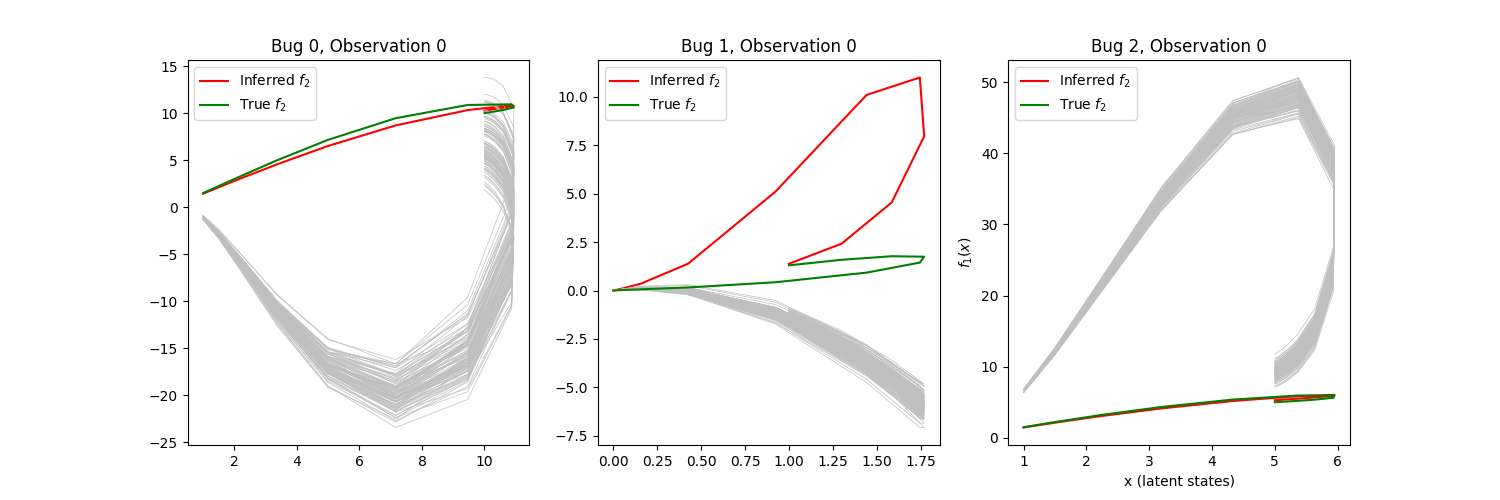 Bug 0, Observation 0
Inferred f₂
True f₂
15
10
5
0
−5
−10
−15
−20
−25
2 4 6 8 10
Bug 1, Observation 0
Inferred f₂
True f₂
10.0
7.5
5.0
2.5
0.0
−2.5
−5.0
−7.5
0.00 0.25 0.50 0.75 1.00 1.25 1.50 1.75
Bug 2, Observation 0
Inferred f₂
True f₂
f₁(x)
50
40
30
20
10
0
1 2 3 4 5 6
x (latent states)